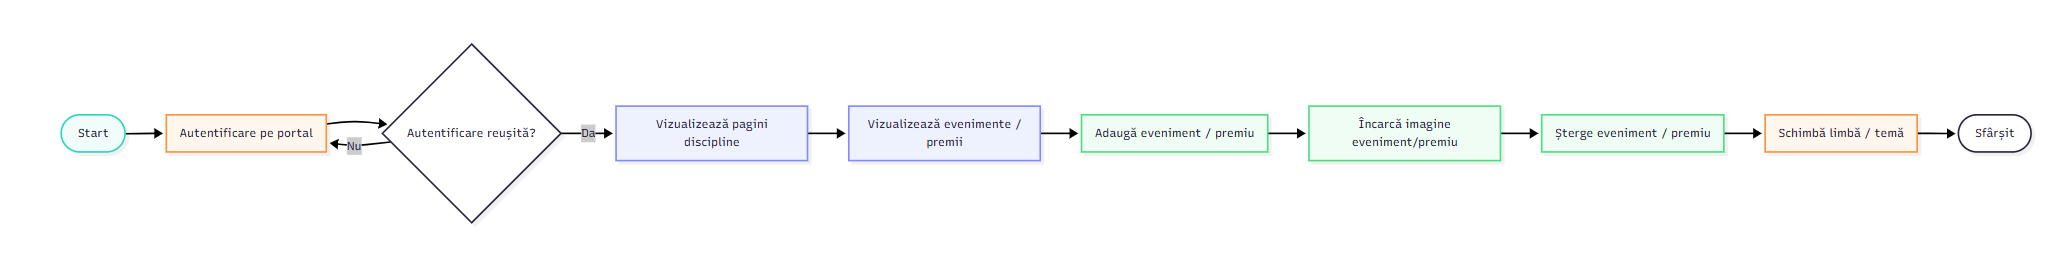 Start
Autentificare pe portal
Nu
Autentificare reușită?
Da
Vizualizează pagini
discipline
Vizualizează evenimente /
premii
Adaugă eveniment / premiu
Încarcă imagine
eveniment/premiu
Șterge eveniment / premiu
Schimbă limbă / temă
Sfârșit